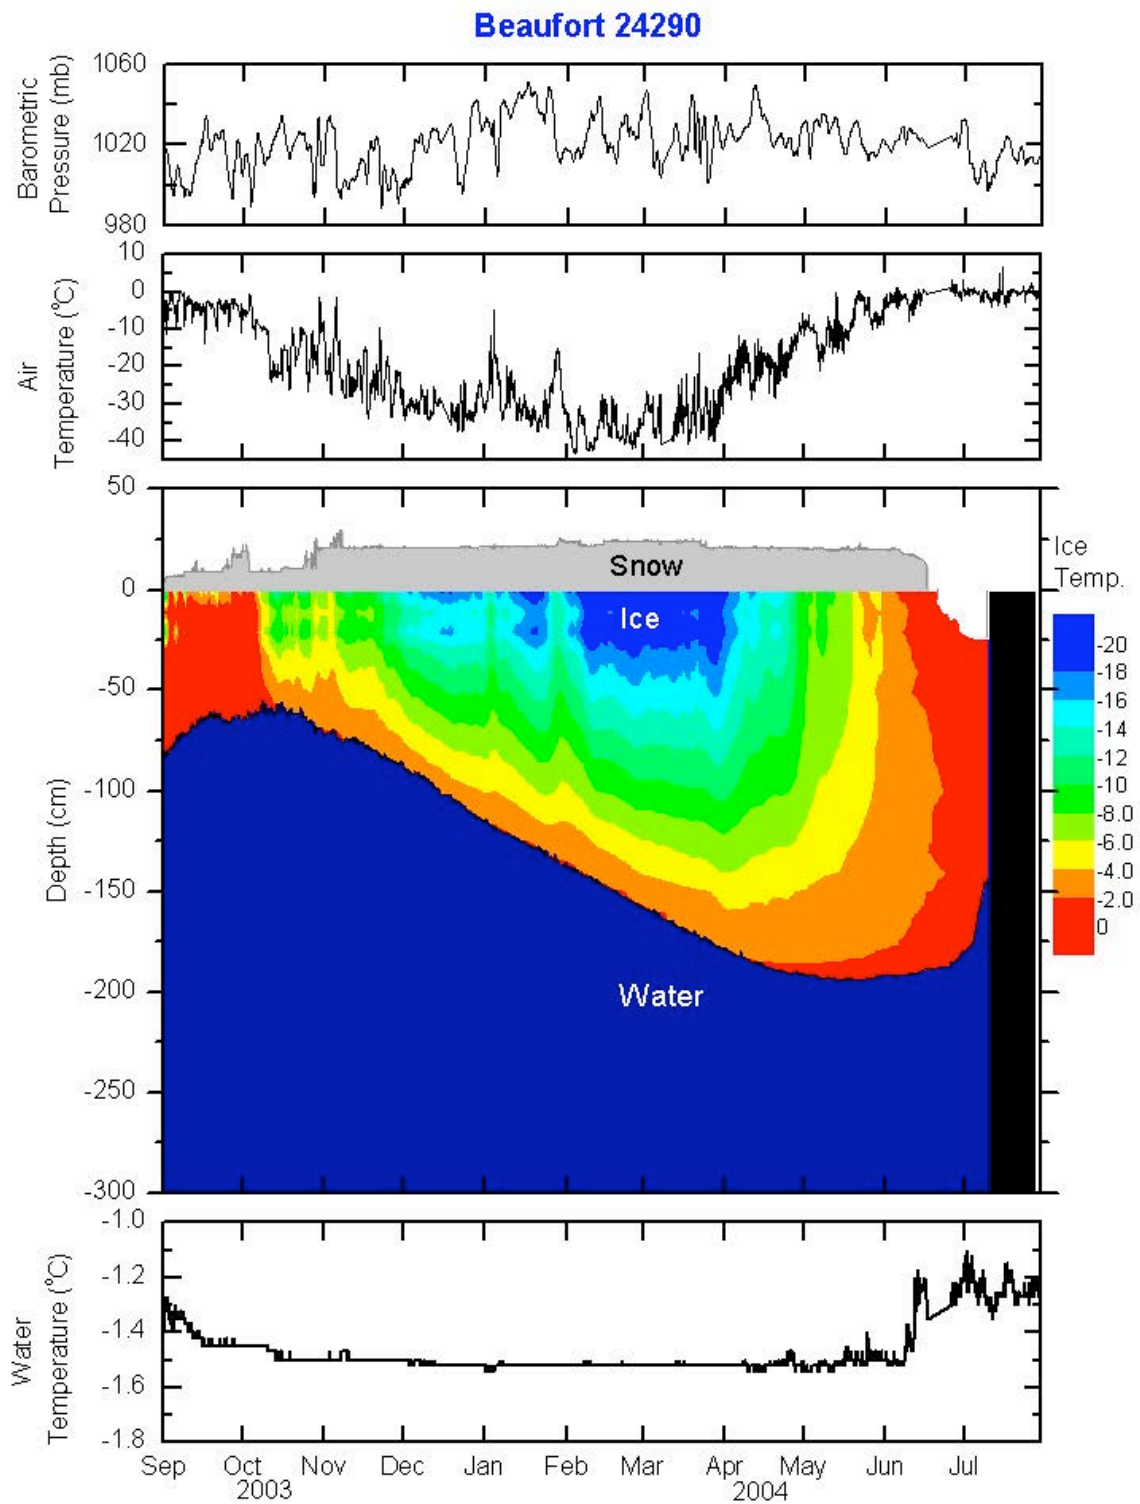 Beaufort 24290
Barometric
Pressure (mb)
1060
1020
980
Air
Temperature (°C)
10
0
-10
-20
-30
-40
Depth (cm)
50
0
-50
-100
-150
-200
-250
-300
Snow
Ice
Water
Ice
Temp.
-20
-18
-16
-14
-12
-10
-8.0
-6.0
-4.0
-2.0
0
Water
Temperature (°C)
-1.0
-1.2
-1.4
-1.6
-1.8
Sep Oct Nov Dec Jan Feb Mar Apr May Jun Jul
2003 2004